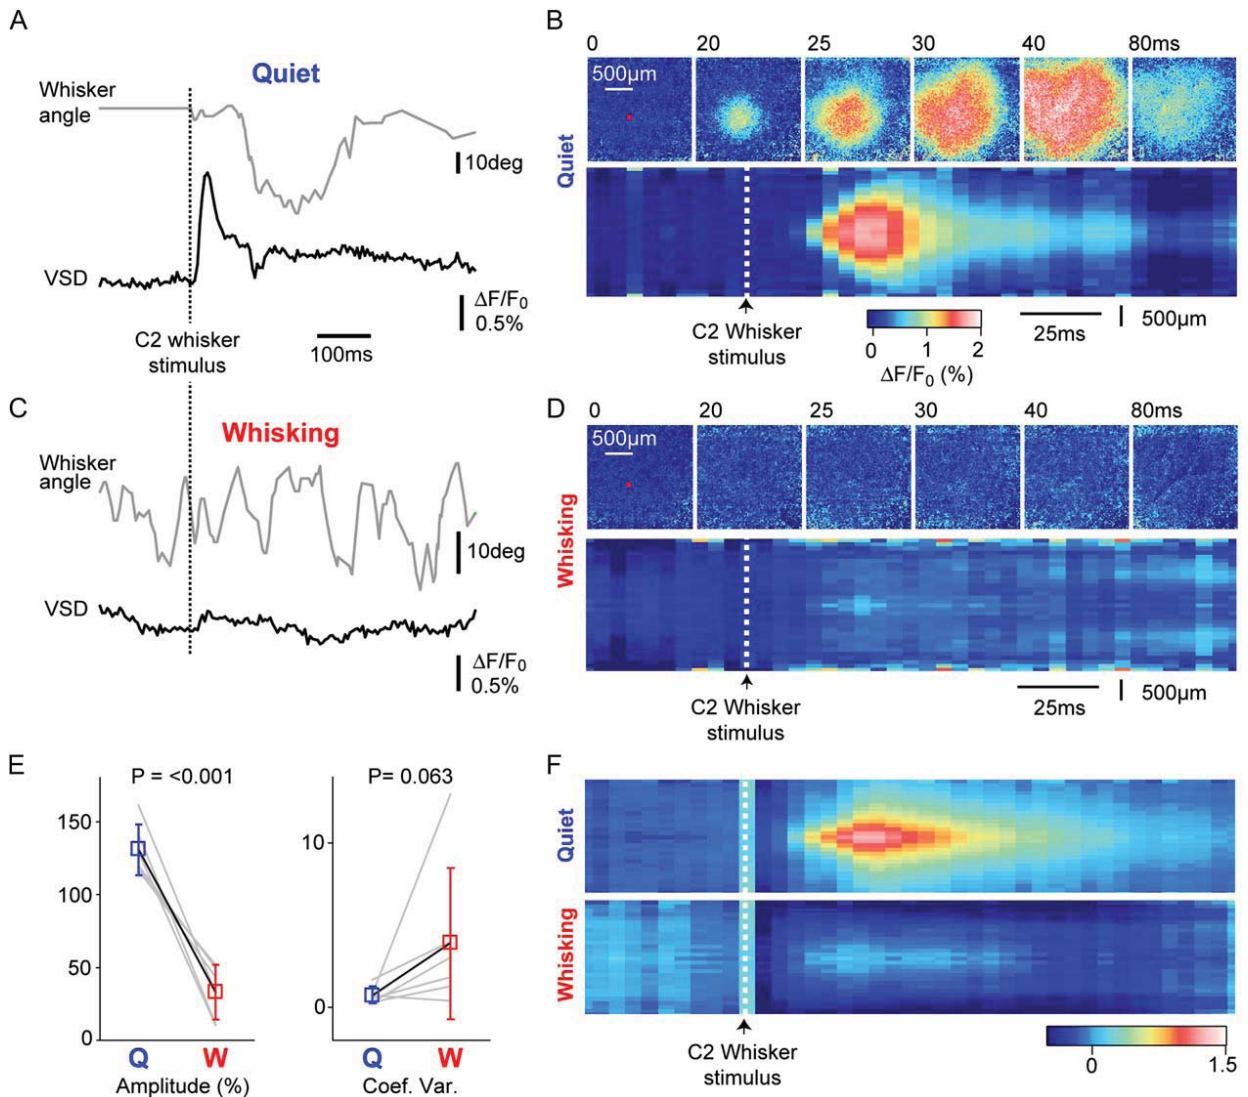 A
Quiet
Whisker
angle
10deg
VSD
ΔF/F0
0.5%
C2 whisker
stimulus
100ms
B
0 20 25 30 40 80ms
500µm
Quiet
C2 Whisker
stimulus
0 1 2
ΔF/F0 (%)
25ms
500µm
C
Whisking
Whisker
angle
10deg
VSD
ΔF/F0
0.5%
D
0 20 25 30 40 80ms
500µm
Whisking
C2 Whisker
stimulus
25ms
500µm
E
P = <0.001
150
100
50
0
Q W
Amplitude (%)
P= 0.063
10
0
Q W
Coef. Var.
F
Quiet
Whisking
C2 Whisker
stimulus
0 1.5